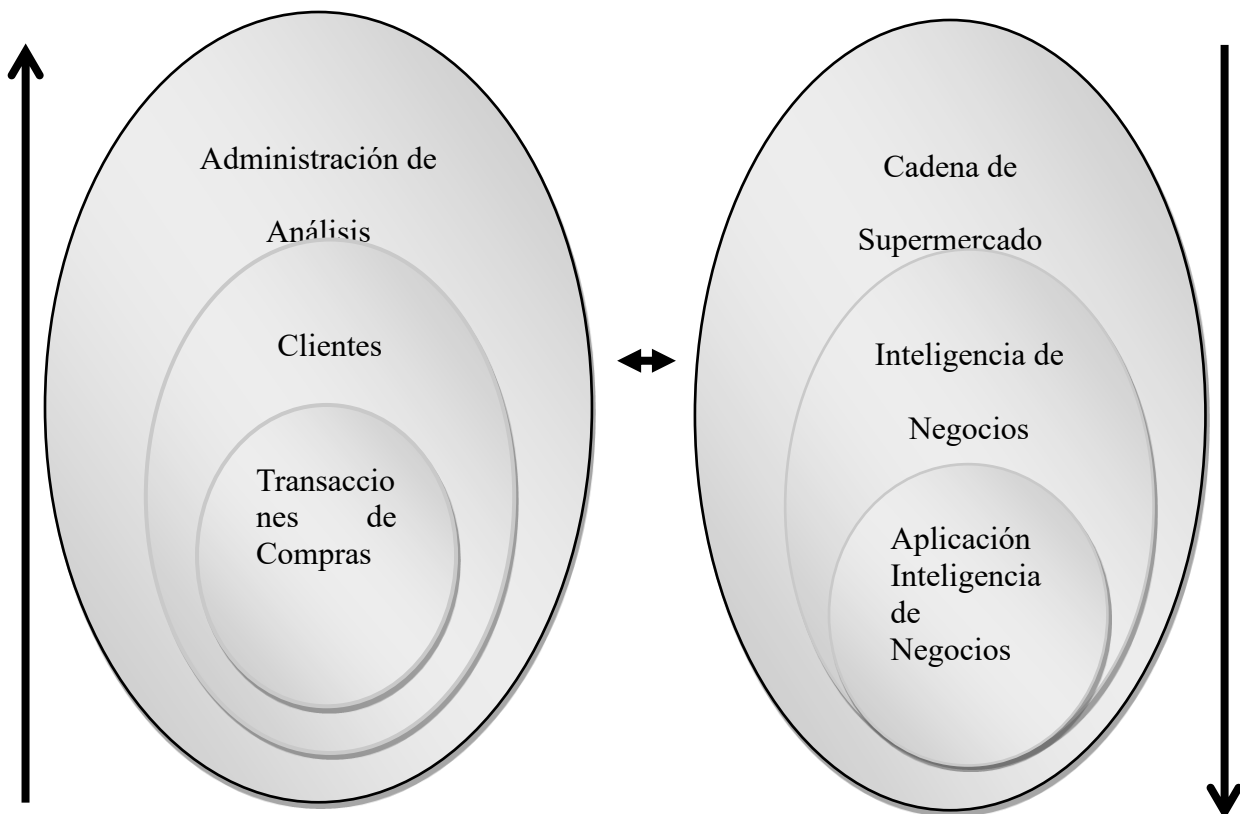 Administración de
Análisis
Clientes
Transaccio
nes de
Compras
Cadena de
Supermercado
Inteligencia de
Negocios
Aplicación
Inteligencia
de
Negocios